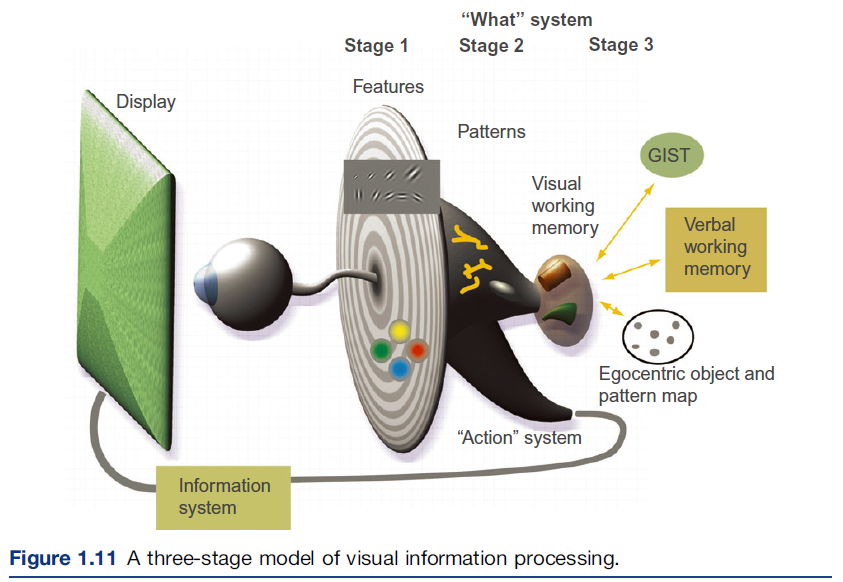 “What” system
Stage 1
Stage 2
Stage 3
Features
Display
Patterns
GIST
Visual
working
memory
Verbal
working
memory
Egocentric object and
pattern map
“Action” system
Information
system
Figure 1.11 A three-stage model of visual information processing.